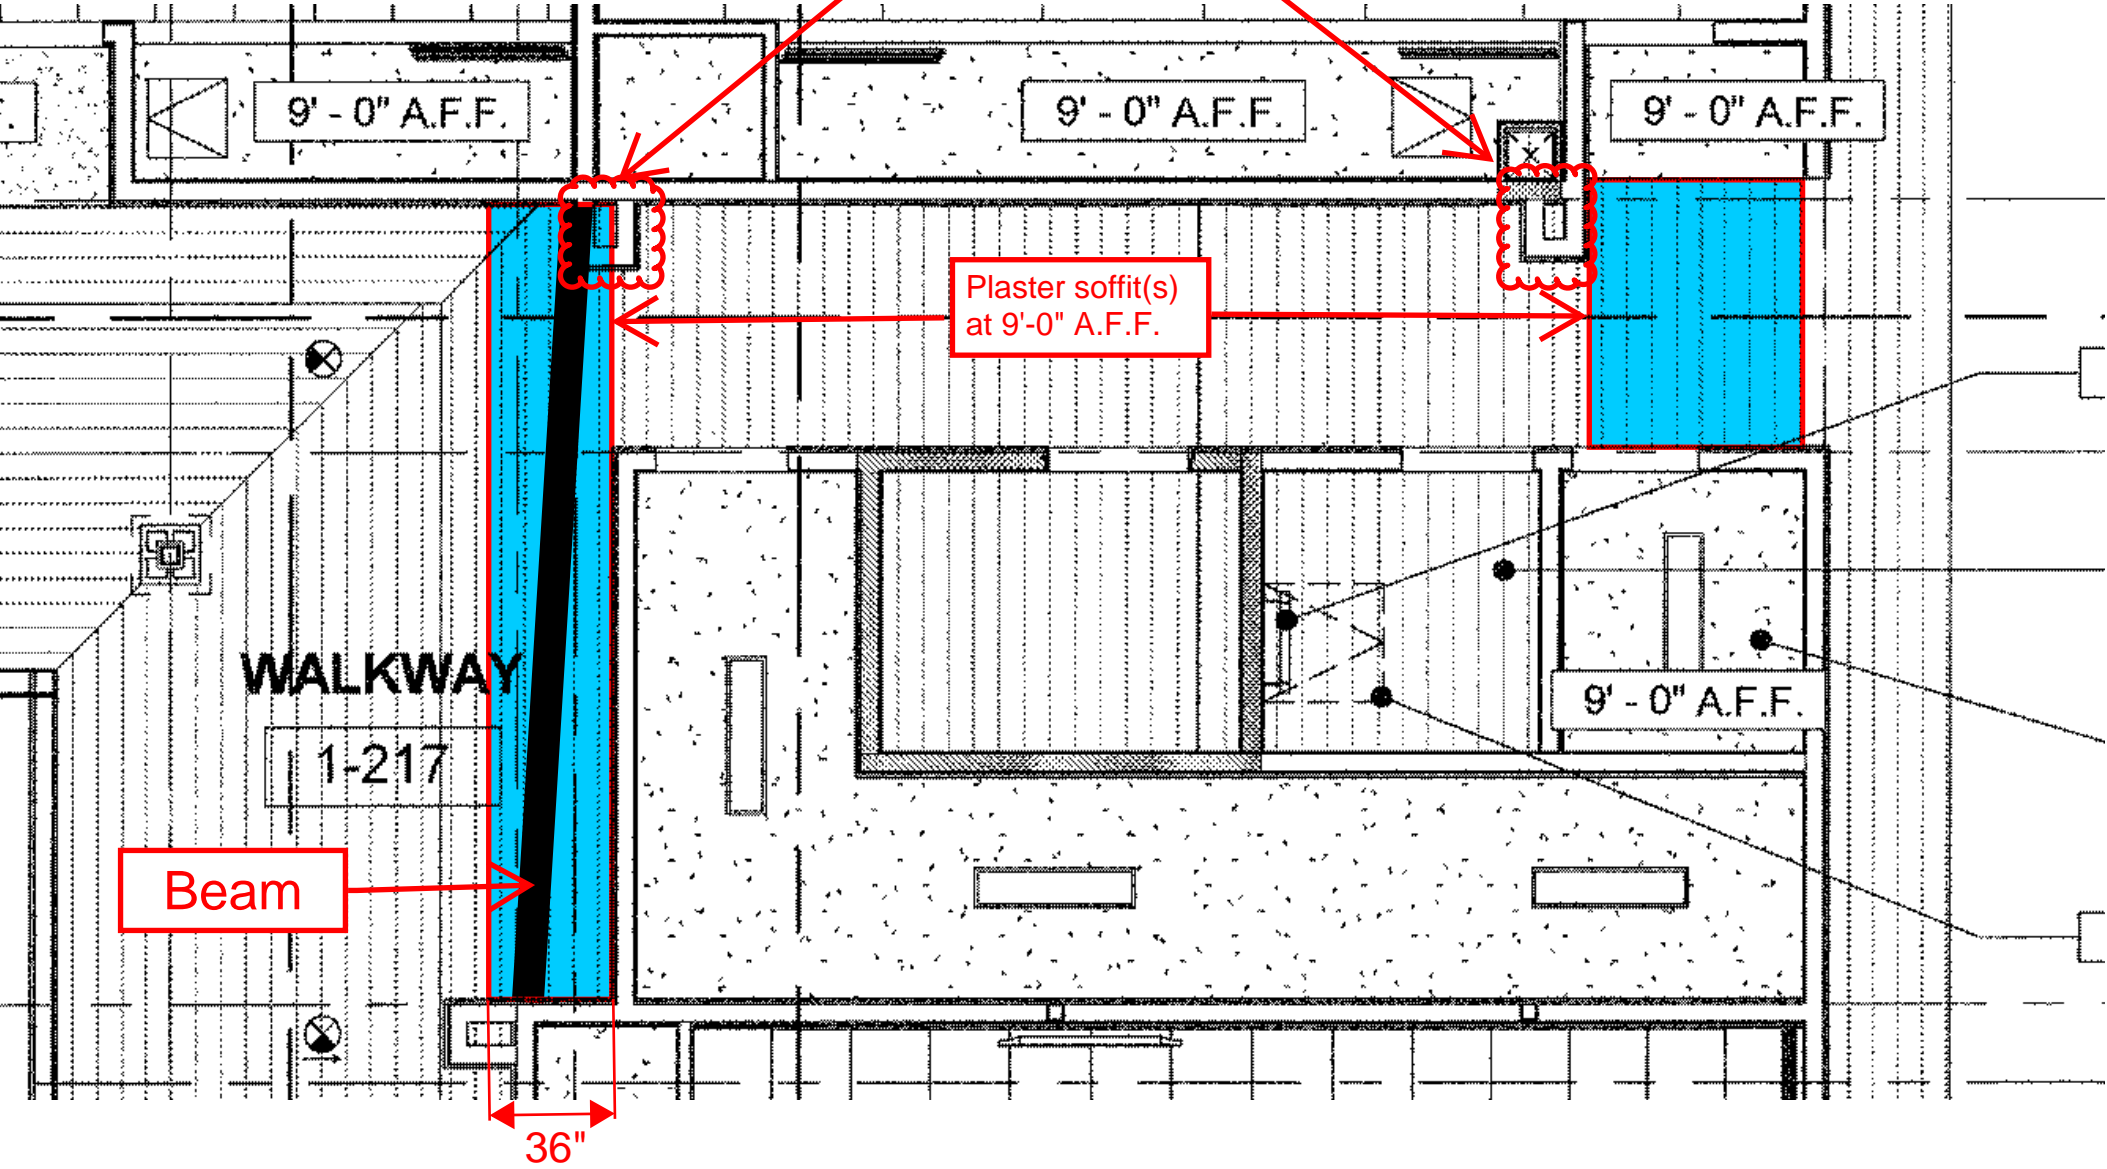 F.
9' - 0" A.F.F.
9' - 0" A.F.F.
9' - 0" A.F.F.
Plaster soffit(s)
at 9'-0" A.F.F.
WALKWAY
1-217
9' - 0" A.F.F.
Beam
36"